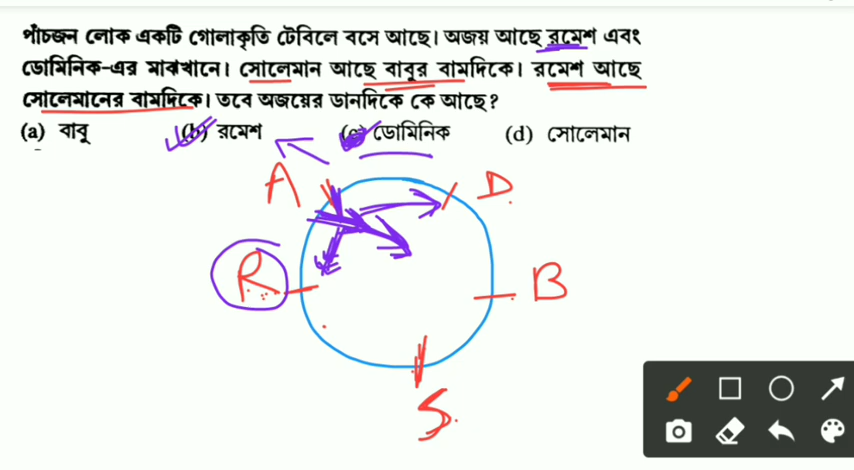 পাঁচজন লোক একটি গোলাকৃতি টেবিলে বসে আছে। অজয় আছে রমেশ এবং
ডোমিনিক-এর মাঝখানে। সোলেমান আছে বাবুর বামদিকে। রমেশ আছে
সোলেমানের বামদিকে। তবে অজয়ের ডানদিকে কে আছে?
(a) বাবু (b) রমেশ (c) ডোমিনিক (d) সোলেমান
A D
R B
S